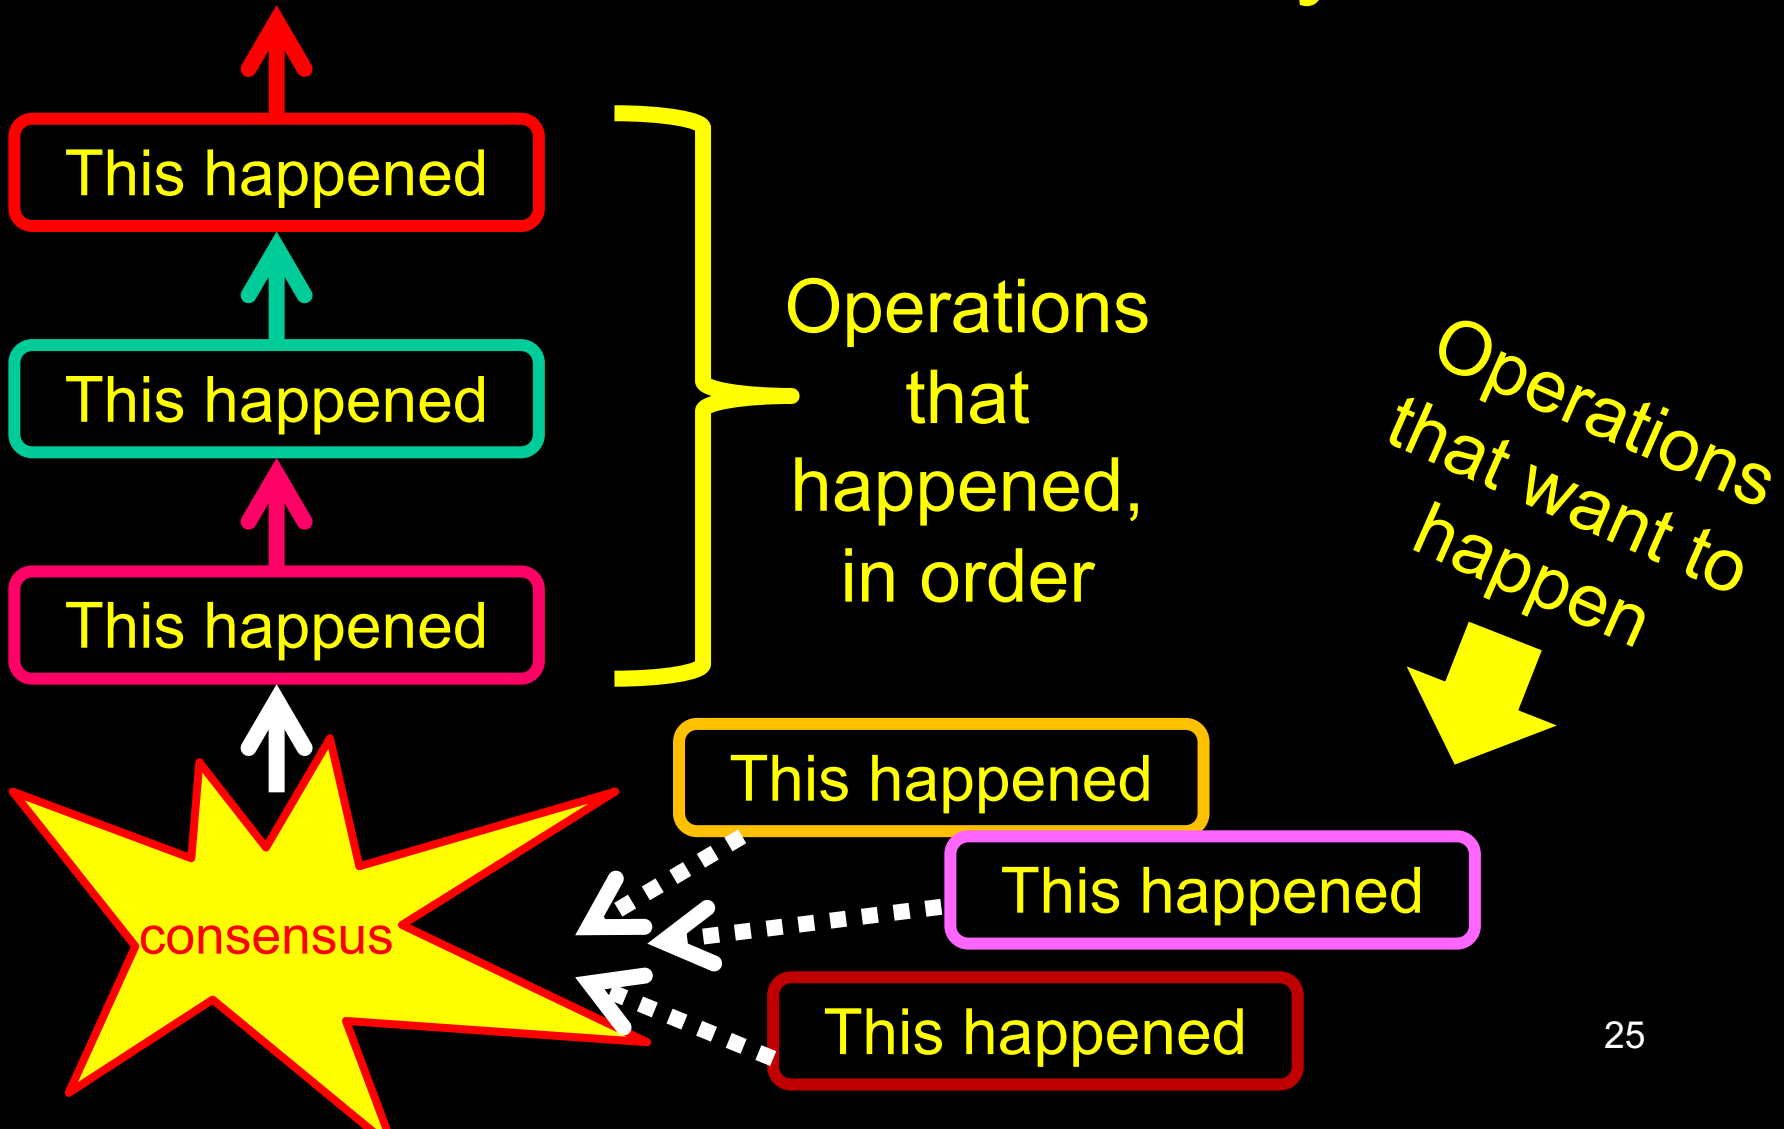 This happened
This happened
This happened
Operations
that
happened,
in order
Operations
that want to
happen
This happened
This happened
This happened
consensus
25